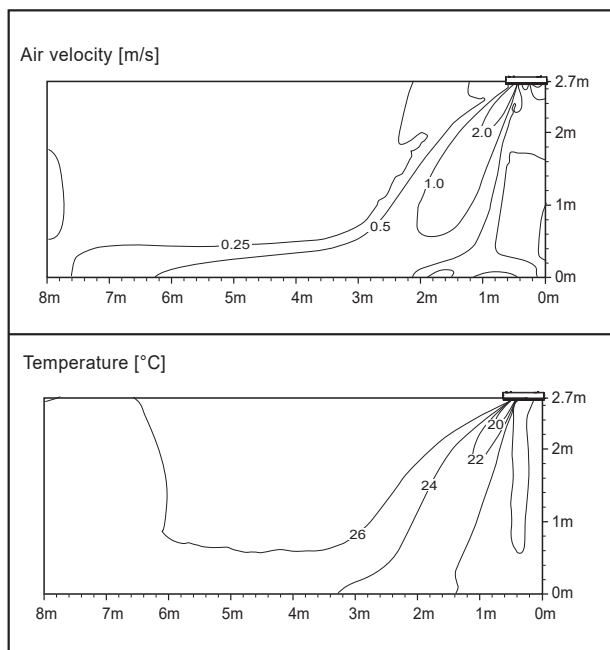 Air velocity [m/s]
2.7m
2.0
2m
1.0
1m
0.5
0.25
0m
8m 7m 6m 5m 4m 3m 2m 1m 0m
Temperature [°C]
2.7m
20
2m
22
24
1m
26
0m
8m 7m 6m 5m 4m 3m 2m 1m 0m